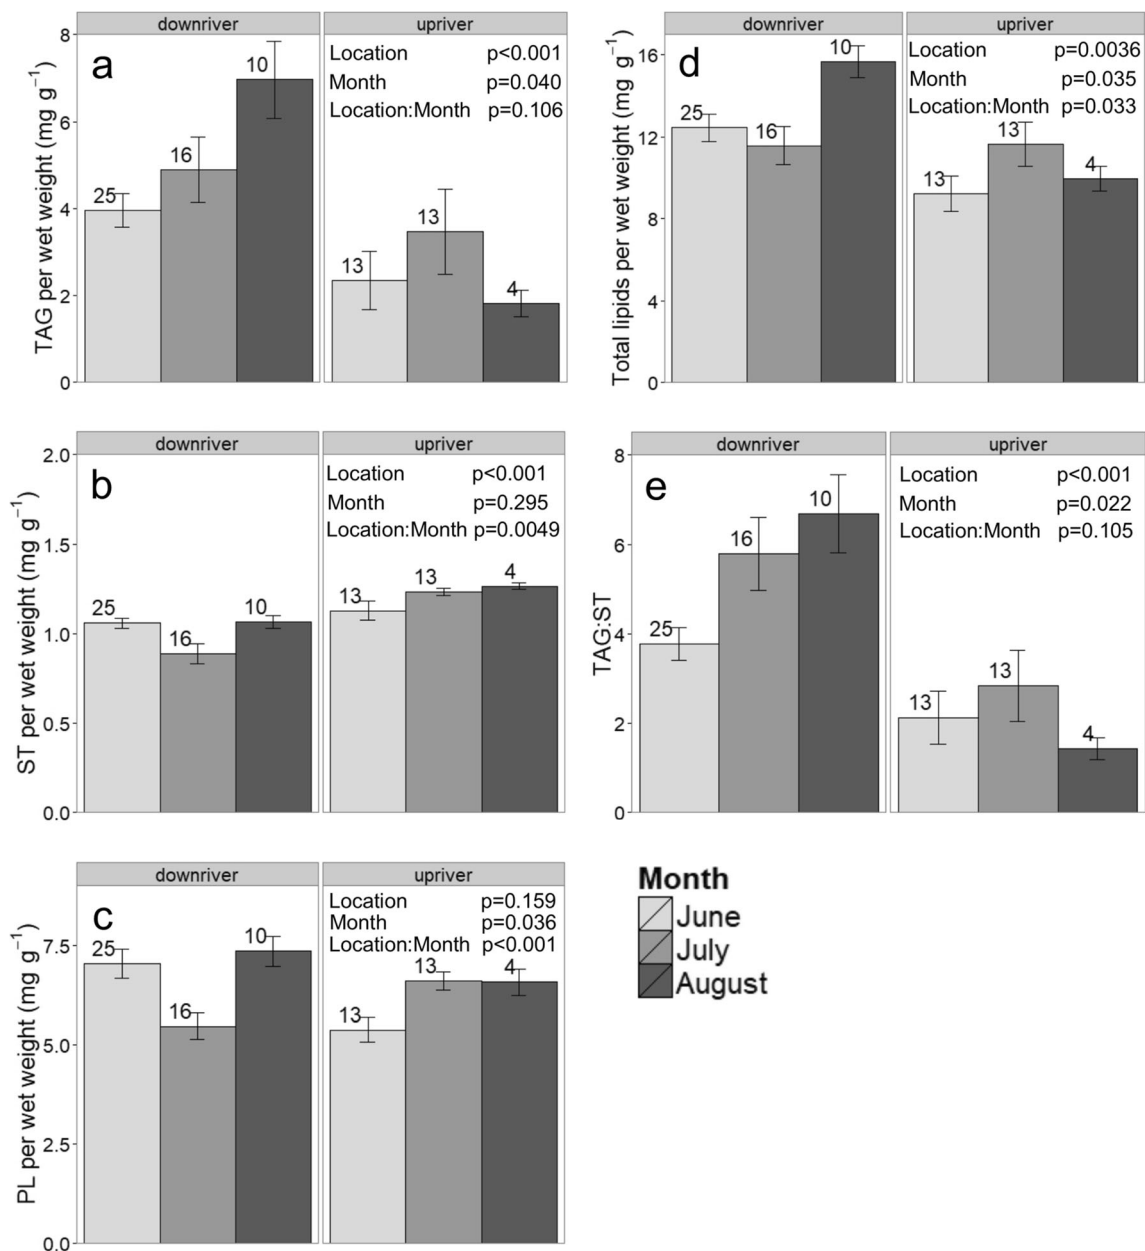 downriver upriver
a
Location p<0.001
Month p=0.040
Location:Month p=0.106
TAG per wet weight (mg g⁻¹)
8
6
4
2
0
25 16 10
13 13 4
downriver upriver
d
Location p=0.0036
Month p=0.035
Location:Month p=0.033
Total lipids per wet weight (mg g⁻¹)
16
12
8
4
0
25 16 10
13 13 4
downriver upriver
b
Location p<0.001
Month p=0.295
Location:Month p=0.0049
ST per wet weight (mg g⁻¹)
2.0
1.5
1.0
0.5
0.0
25 16 10
13 13 4
downriver upriver
e
Location p<0.001
Month p=0.022
Location:Month p=0.105
TAG:ST
8
6
4
2
0
25 16 10
13 13 4
downriver upriver
c
Location p=0.159
Month p=0.036
Location:Month p<0.001
PL per wet weight (mg g⁻¹)
7.5
5.0
2.5
0.0
25 16 10
13 13 4
Month
June
July
August